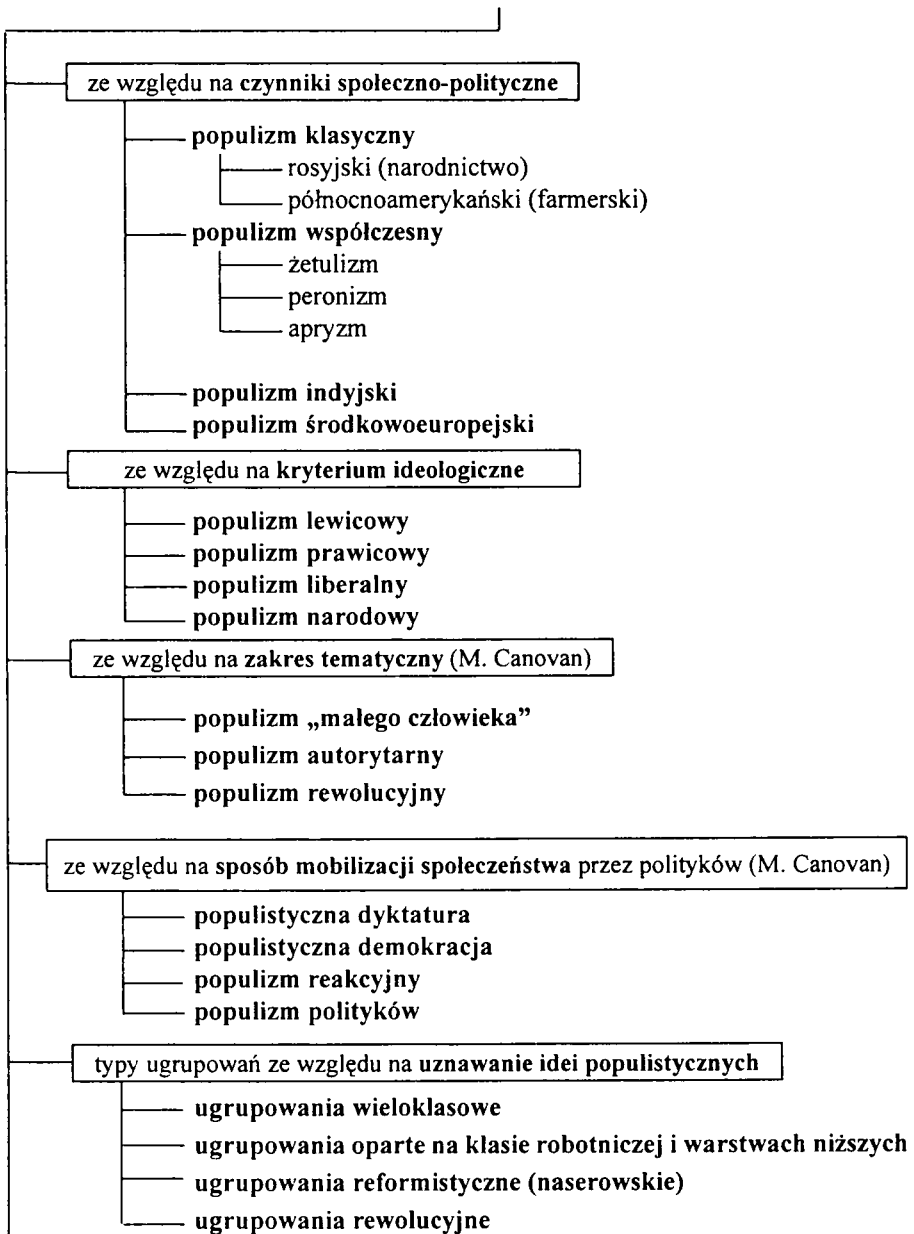 ze względu na czynniki społeczno-polityczne
populizm klasyczny
rosyjski (narodnictwo)
północnoamerykański (farmerski)
populizm współczesny
żetulizm
peronizm
apryzm
populizm indyjski
populizm środkowoeuropejski
ze względu na kryterium ideologiczne
populizm lewicowy
populizm prawicowy
populizm liberalny
populizm narodowy
ze względu na zakres tematyczny (M. Canovan)
populizm „małego człowieka”
populizm autorytarny
populizm rewolucyjny
ze względu na sposób mobilizacji społeczeństwa przez polityków (M. Canovan)
populistyczna dyktatura
populistyczna demokracja
populizm reakcyjny
populizm polityków
typy ugrupowań ze względu na uznawanie idei populistycznych
ugrupowania wieloklasowe
ugrupowania oparte na klasie robotniczej i warstwach niższych
ugrupowania reformistyczne (naserowskie)
ugrupowania rewolucyjne